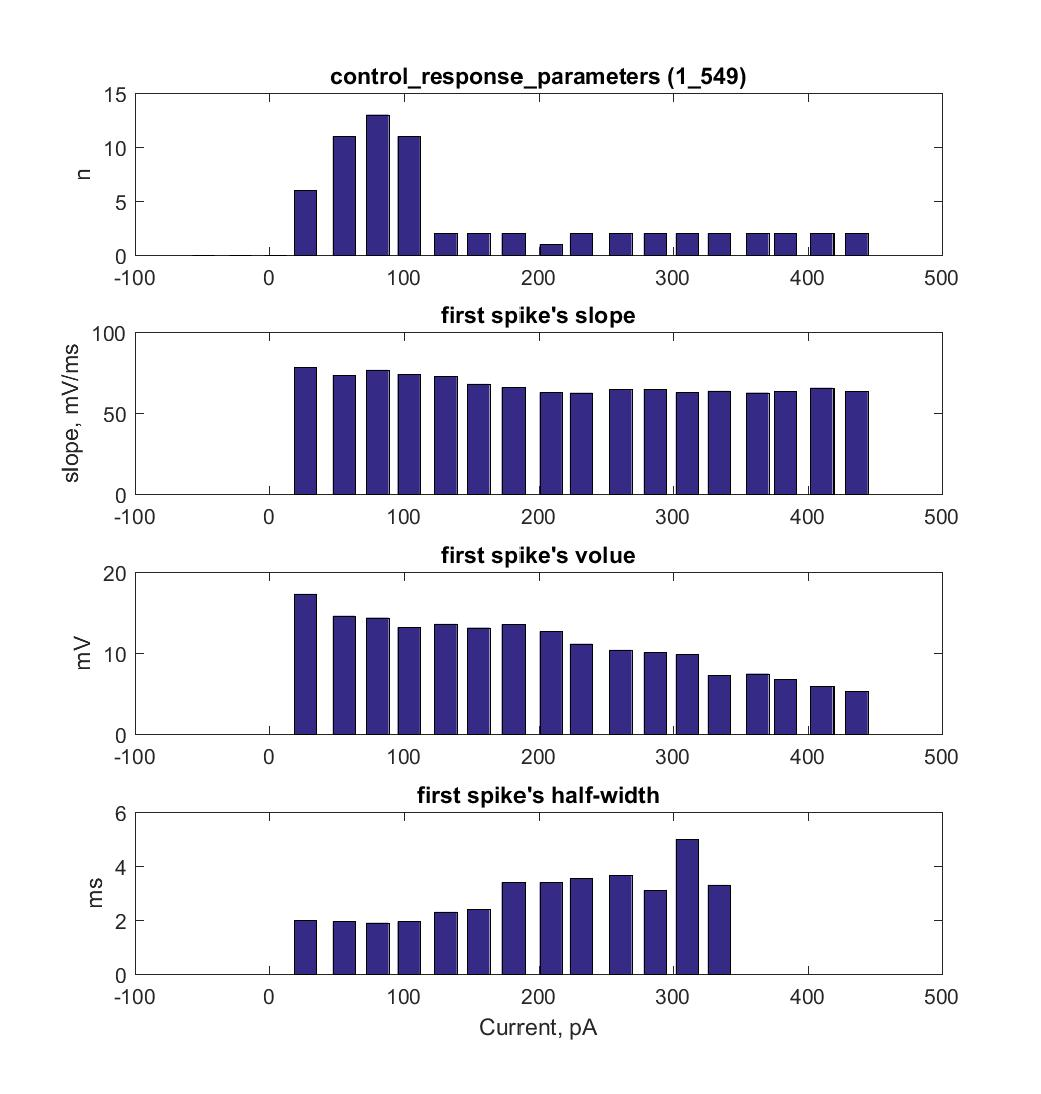 control_response_parameters (1_549)
15
10
5
0
n
-100 0 100 200 300 400 500
first spike's slope
100
50
0
slope, mV/ms
-100 0 100 200 300 400 500
first spike's volue
20
10
0
mV
-100 0 100 200 300 400 500
first spike's half-width
6
4
2
0
ms
-100 0 100 200 300 400 500
Current, pA